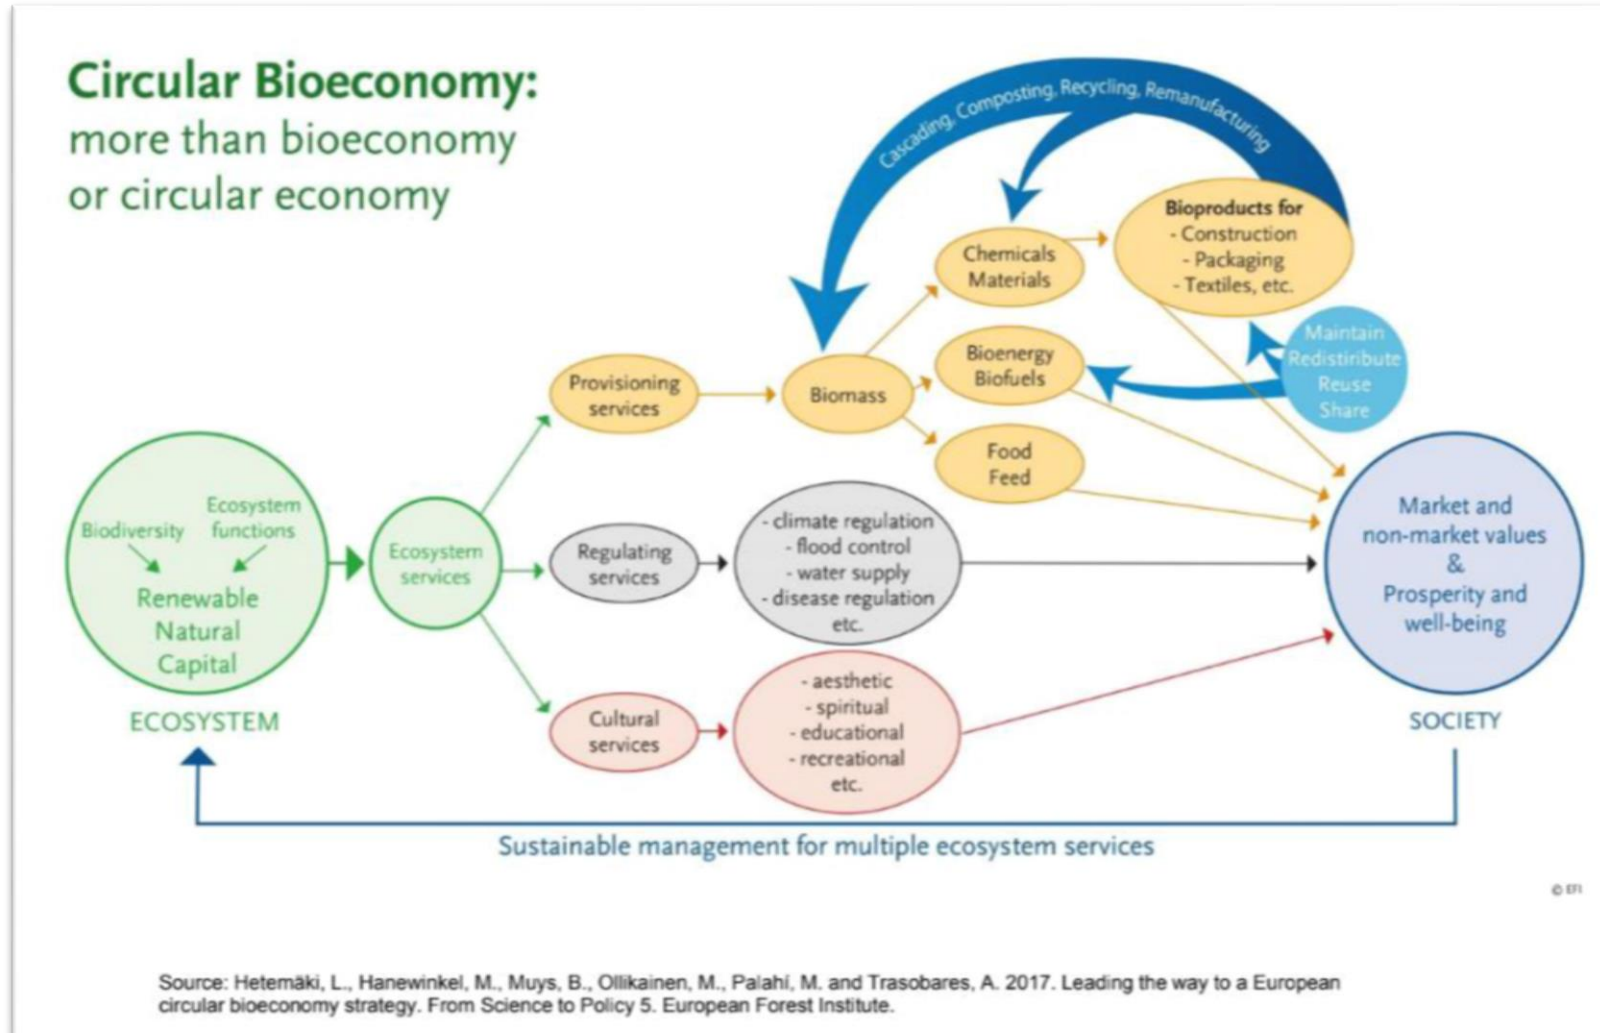 Circular Bioeconomy:
more than bioeconomy
or circular economy
Cascading, Composting, Recycling, Remanufacturing
Bioproducts for
- Construction
- Packaging
- Textiles, etc.
Chemicals
Materials
Maintain
Redistiribute
Reuse
Share
Bioenergy
Biofuels
Provisioning
services
Biomass
Food
Feed
Biodiversity
Ecosystem
functions
Renewable
Natural
Capital
ECOSYSTEM
Ecosystem
services
Regulating
services
- climate regulation
- flood control
- water supply
- disease regulation
etc.
Market and
non-market values
&
Prosperity and
well-being
SOCIETY
Cultural
services
- aesthetic
- spiritual
- educational
- recreational
etc.
Sustainable management for multiple ecosystem services
© EFI
Source: Hetemäki, L., Hanewinkel, M., Muys, B., Ollikainen, M., Palahí, M. and Trasobares, A. 2017. Leading the way to a European
circular bioeconomy strategy. From Science to Policy 5. European Forest Institute.